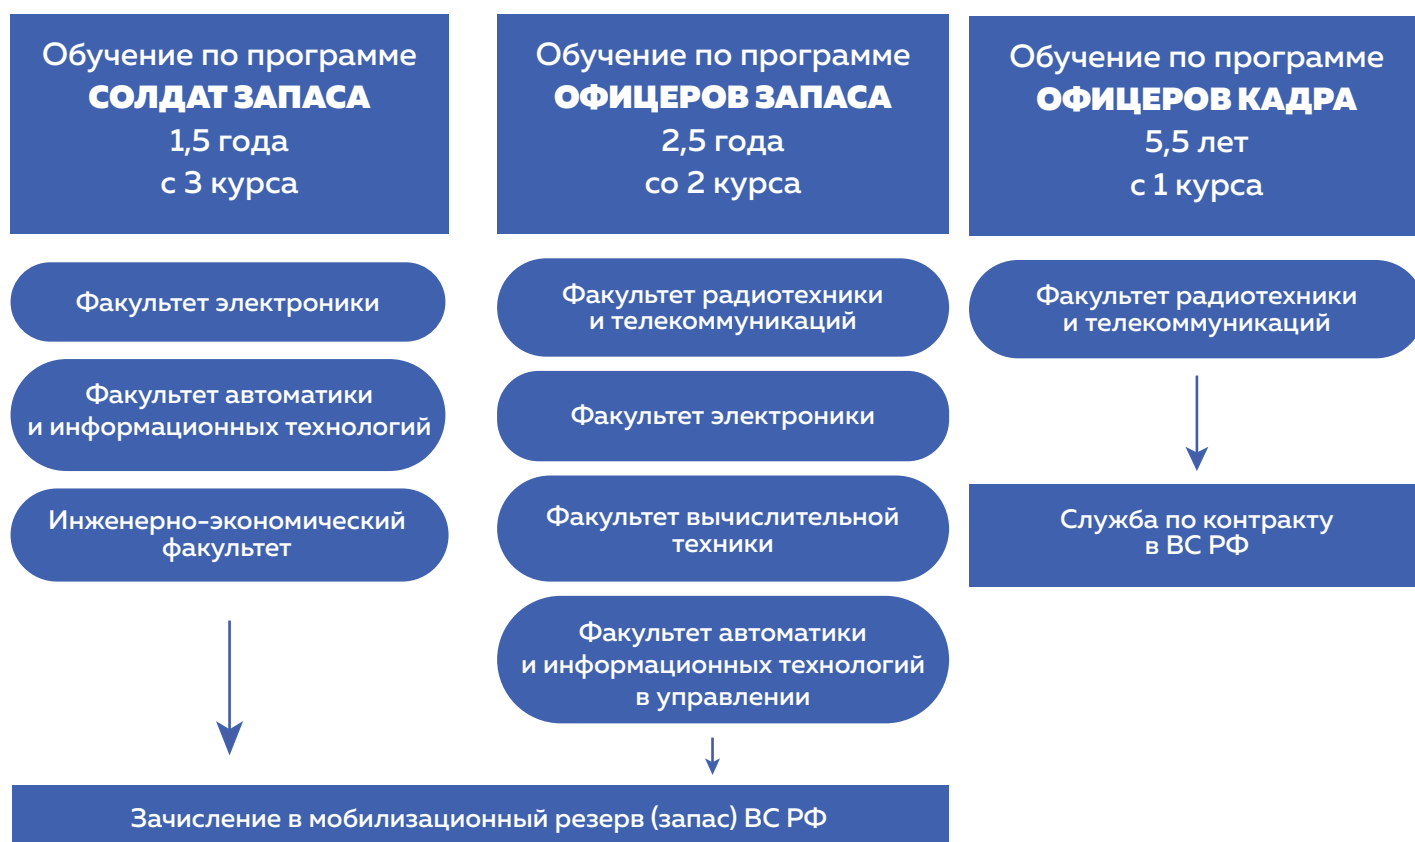 Обучение по программе
СОЛДАТ ЗАПАСА
1,5 года
с 3 курса
Факультет электроники
Факультет автоматики
и информационных технологий
Инженерно-экономический
факультет
Обучение по программе
ОФИЦЕРОВ ЗАПАСА
2,5 года
со 2 курса
Факультет радиотехники
и телекоммуникаций
Факультет электроники
Факультет вычислительной
техники
Факультет автоматики
и информационных технологий
в управлении
Зачисление в мобилизационный резерв (запас) ВС РФ
Обучение по программе
ОФИЦЕРОВ КАДРА
5,5 лет
с 1 курса
Факультет радиотехники
и телекоммуникаций
Служба по контракту
в ВС РФ